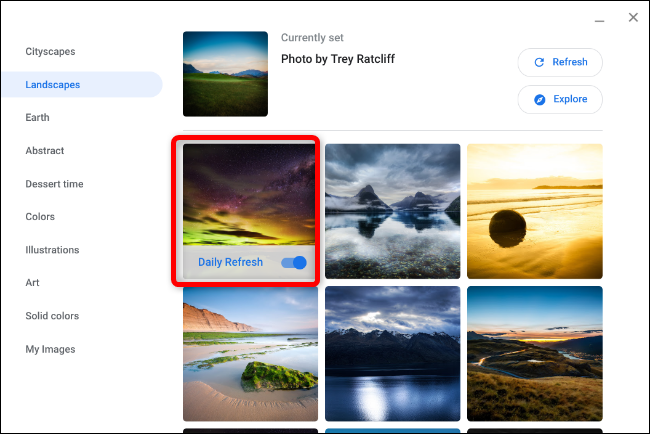 Cityscapes
Landscapes
Earth
Abstract
Dessert time
Colors
Illustrations
Art
Solid colors
My Images
Currently set
Photo by Trey Ratcliff
Refresh
Explore
Daily Refresh